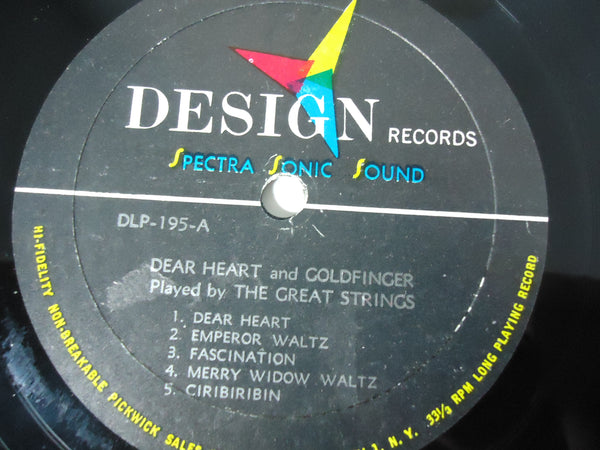 DESIGN RECORDS
SPECTRA SONIC SOUND
DLP-195-A
DEAR HEART and GOLDFINGER
Played by THE GREAT STRINGS
1. DEAR HEART
2. EMPEROR WALTZ
3. FASCINATION
4. MERRY WIDOW WALTZ
5. CIRIBIRIBIN
HI-FIDELITY NON-BREAKABLE PICKWICK SALES
N. Y. 33⅓ RPM LONG PLAYING RECORD